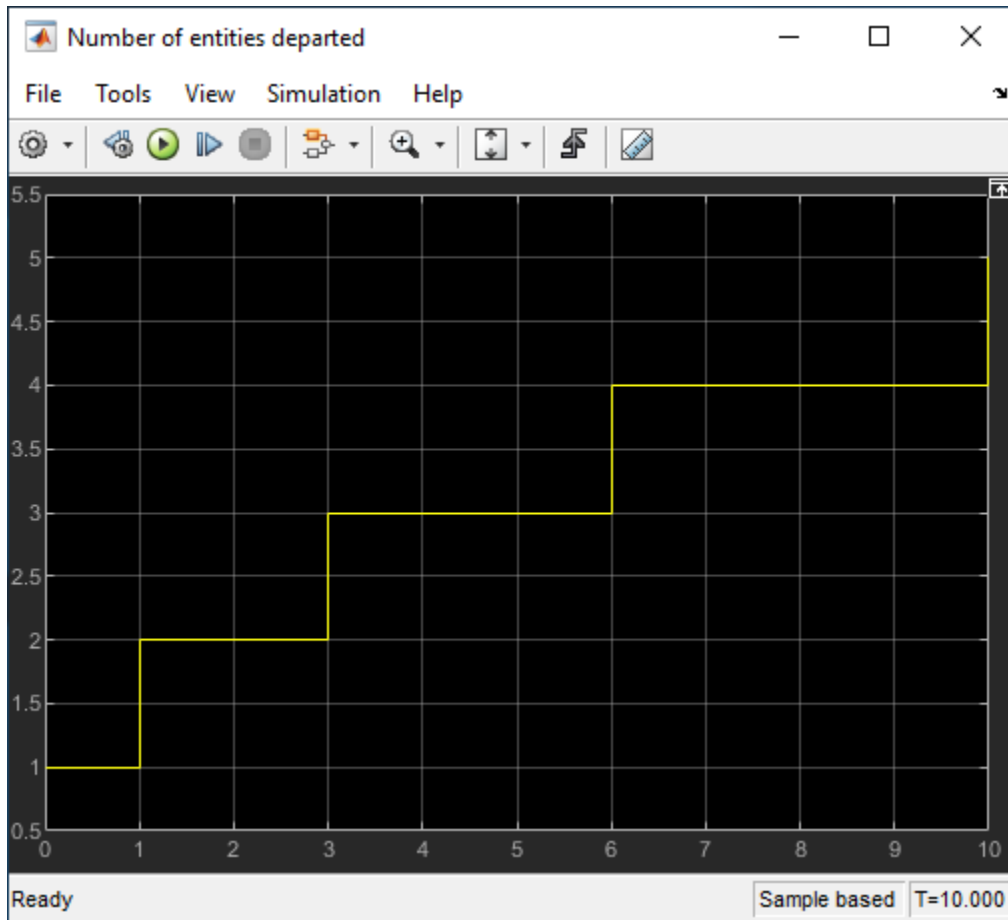 Number of entities departed
File Tools View Simulation Help
5.5
5
4.5
4
3.5
3
2.5
2
1.5
1
0.5
0 1 2 3 4 5 6 7 8 9 10
Ready Sample based T=10.000